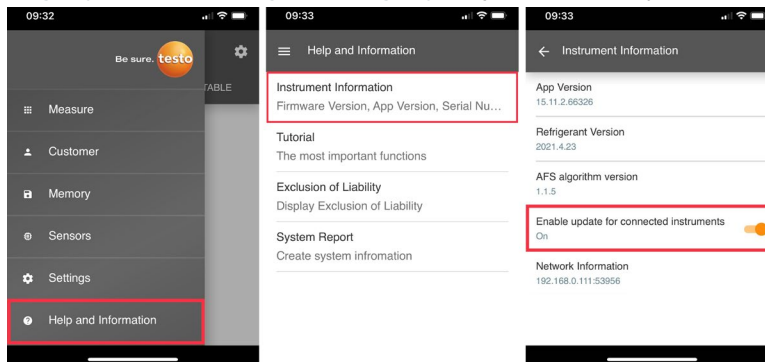 09:32
Be sure. testo
TABLE
Measure
Customer
Memory
Sensors
Settings
Help and Information
09:33
Help and Information
Instrument Information
Firmware Version, App Version, Serial Nu...
Tutorial
The most important functions
Exclusion of Liability
Display Exclusion of Liability
System Report
Create system infromation
09:33
Instrument Information
App Version
15.11.2.66326
Refrigerant Version
2021.4.23
AFS algorithm version
1.1.5
Enable update for connected instruments
On
Network Information
192.168.0.111:53956